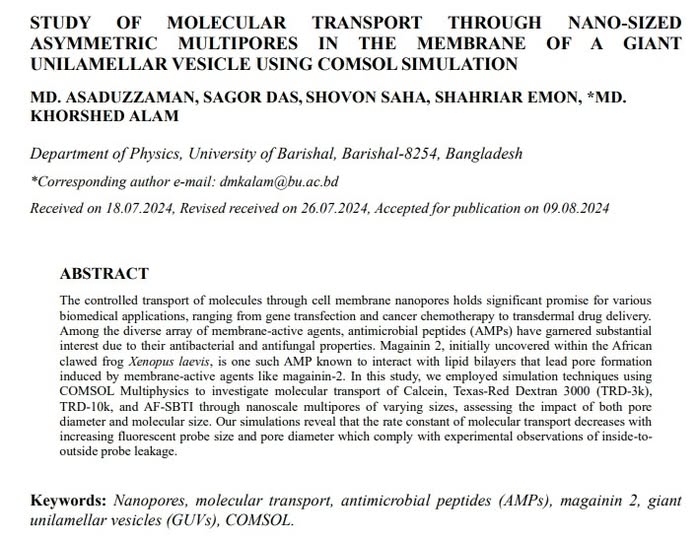 STUDY OF MOLECULAR TRANSPORT THROUGH NANO-SIZED
ASYMMETRIC MULTIPORES IN THE MEMBRANE OF A GIANT
UNILAMELLAR VESICLE USING COMSOL SIMULATION
MD. ASADUZZAMAN, SAGOR DAS, SHOVON SAHA, SHAHRIAR EMON, *MD.
KHORSHED ALAM
Department of Physics, University of Barishal, Barishal-8254, Bangladesh
*Corresponding author e-mail: dmkalam@bu.ac.bd
Received on 18.07.2024, Revised received on 26.07.2024, Accepted for publication on 09.08.2024
ABSTRACT
The controlled transport of molecules through cell membrane nanopores holds significant promise for various
biomedical applications, ranging from gene transfection and cancer chemotherapy to transdermal drug delivery.
Among the diverse array of membrane-active agents, antimicrobial peptides (AMPs) have garnered substantial
interest due to their antibacterial and antifungal properties. Magainin 2, initially uncovered within the African
clawed frog Xenopus laevis, is one such AMP known to interact with lipid bilayers that lead pore formation
induced by membrane-active agents like magainin-2. In this study, we employed simulation techniques using
COMSOL Multiphysics to investigate molecular transport of Calcein, Texas-Red Dextran 3000 (TRD-3k),
TRD-10k, and AF-SBTI through nanoscale multipores of varying sizes, assessing the impact of both pore
diameter and molecular size. Our simulations reveal that the rate constant of molecular transport decreases with
increasing fluorescent probe size and pore diameter which comply with experimental observations of inside-to-
outside probe leakage.
Keywords: Nanopores, molecular transport, antimicrobial peptides (AMPs), magainin 2, giant
unilamellar vesicles (GUVs), COMSOL.